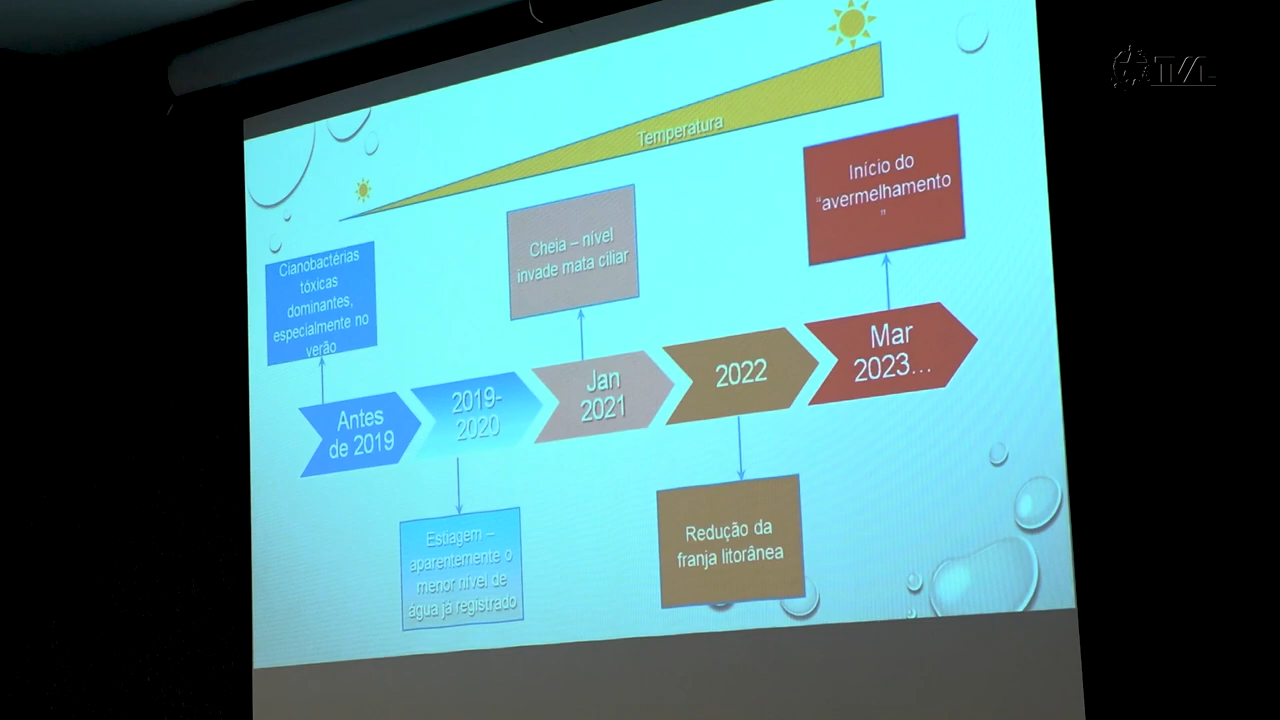 TVL
Temperatura
Início do
“avermelhamento
”
Cheia – nível
invade mata ciliar
Cianobactérias
tóxicas
dominantes,
especialmente no
verão
Antes
de 2019
2019-
2020
Jan
2021
2022
Mar
2023...
Estiagem –
aparentemente o
menor nível de
água já registrado
Redução da
franja litorânea